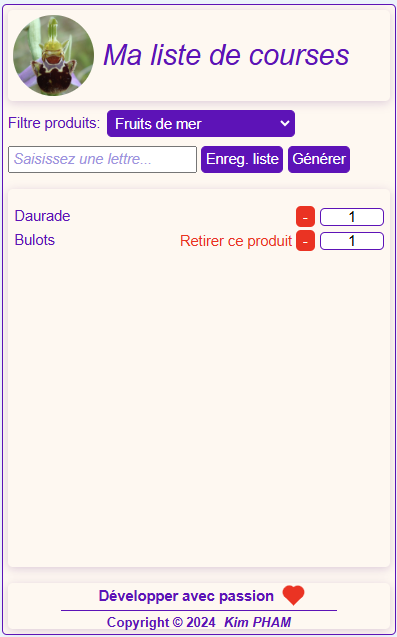 Ma liste de courses
Filtre produits: Fruits de mer
Saisissez une lettre... Enreg. liste Générer
Daurade - 1
Bulots Retirer ce produit - 1
Développer avec passion
Copyright © 2024 Kim PHAM